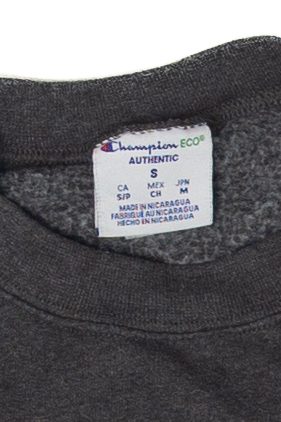 Champion ECO®
AUTHENTIC
S
CA MEX JPN
S/P CH M
MADE IN NICARAGUA
FABRIQUÉ AU NICARAGUA
HECHO EN NICARAGUA